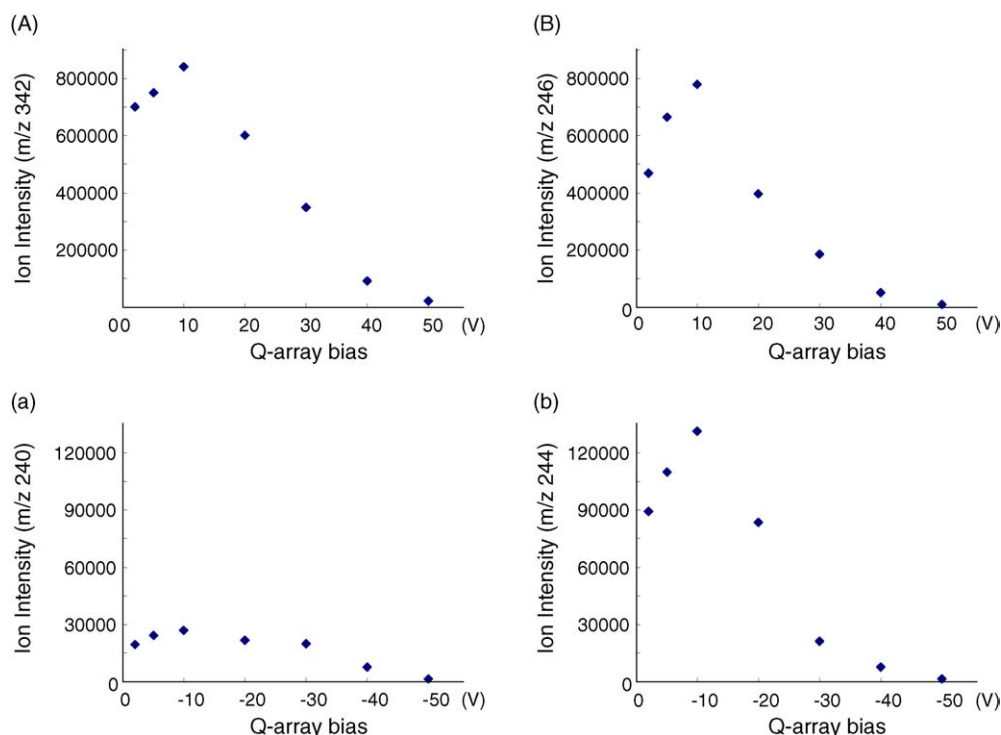 (A)
Ion Intensity (m/z 342)
800000
600000
400000
200000
00 10 20 30 40 50 (V)
Q-array bias
(B)
Ion Intensity (m/z 246)
800000
600000
400000
200000
0
0 10 20 30 40 50 (V)
Q-array bias
(a)
Ion Intensity (m/z 240)
120000
90000
60000
30000
0
0 -10 -20 -30 -40 -50 (V)
Q-array bias
(b)
Ion Intensity (m/z 244)
120000
90000
60000
30000
0
0 -10 -20 -30 -40 -50 (V)
Q-array bias